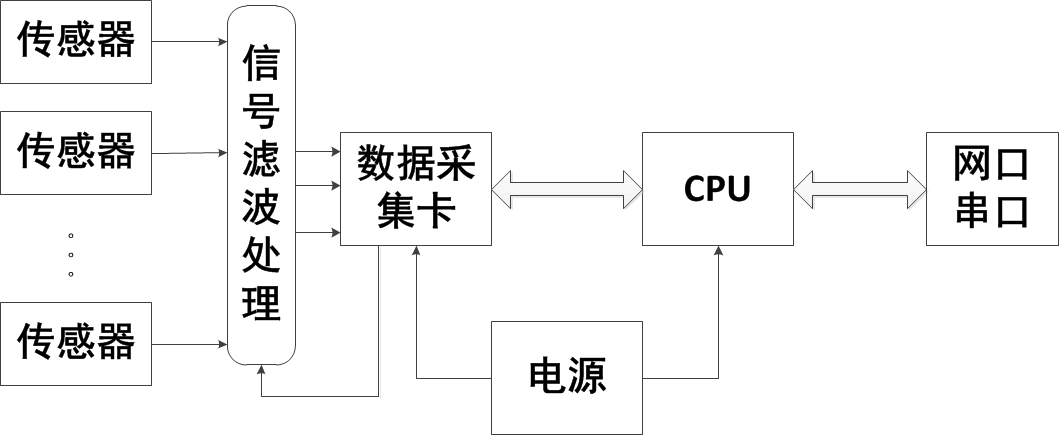 传感器
传感器
。
。
。
传感器
信
号
滤
波
处
理
数据采
集卡
CPU
网口
串口
电源